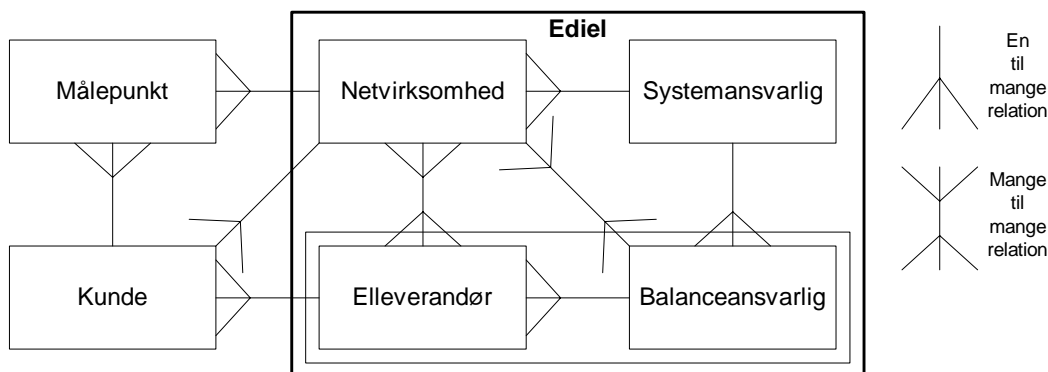 Ediel
Målepunkt
Netvirksomhed
Systemansvarlig
En
til
mange
relation
Mange
til
mange
relation
Kunde
Elleverandør
Balanceansvarlig